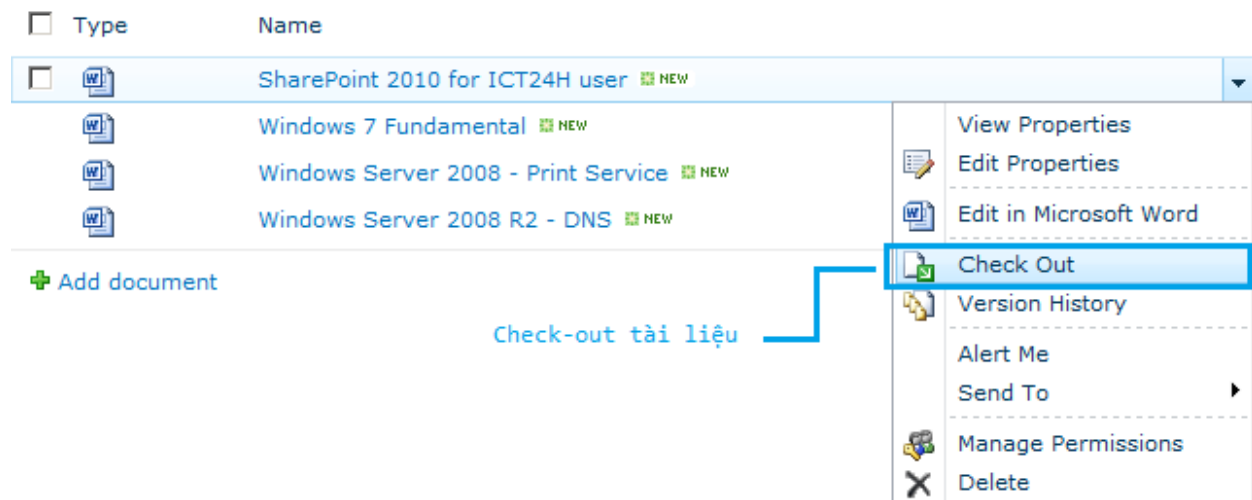 Type Name
SharePoint 2010 for ICT24H user NEW
Windows 7 Fundamental NEW
Windows Server 2008 - Print Service NEW
Windows Server 2008 R2 - DNS NEW
Add document
Check-out tài liệu
View Properties
Edit Properties
Edit in Microsoft Word
Check Out
Version History
Alert Me
Send To
Manage Permissions
Delete